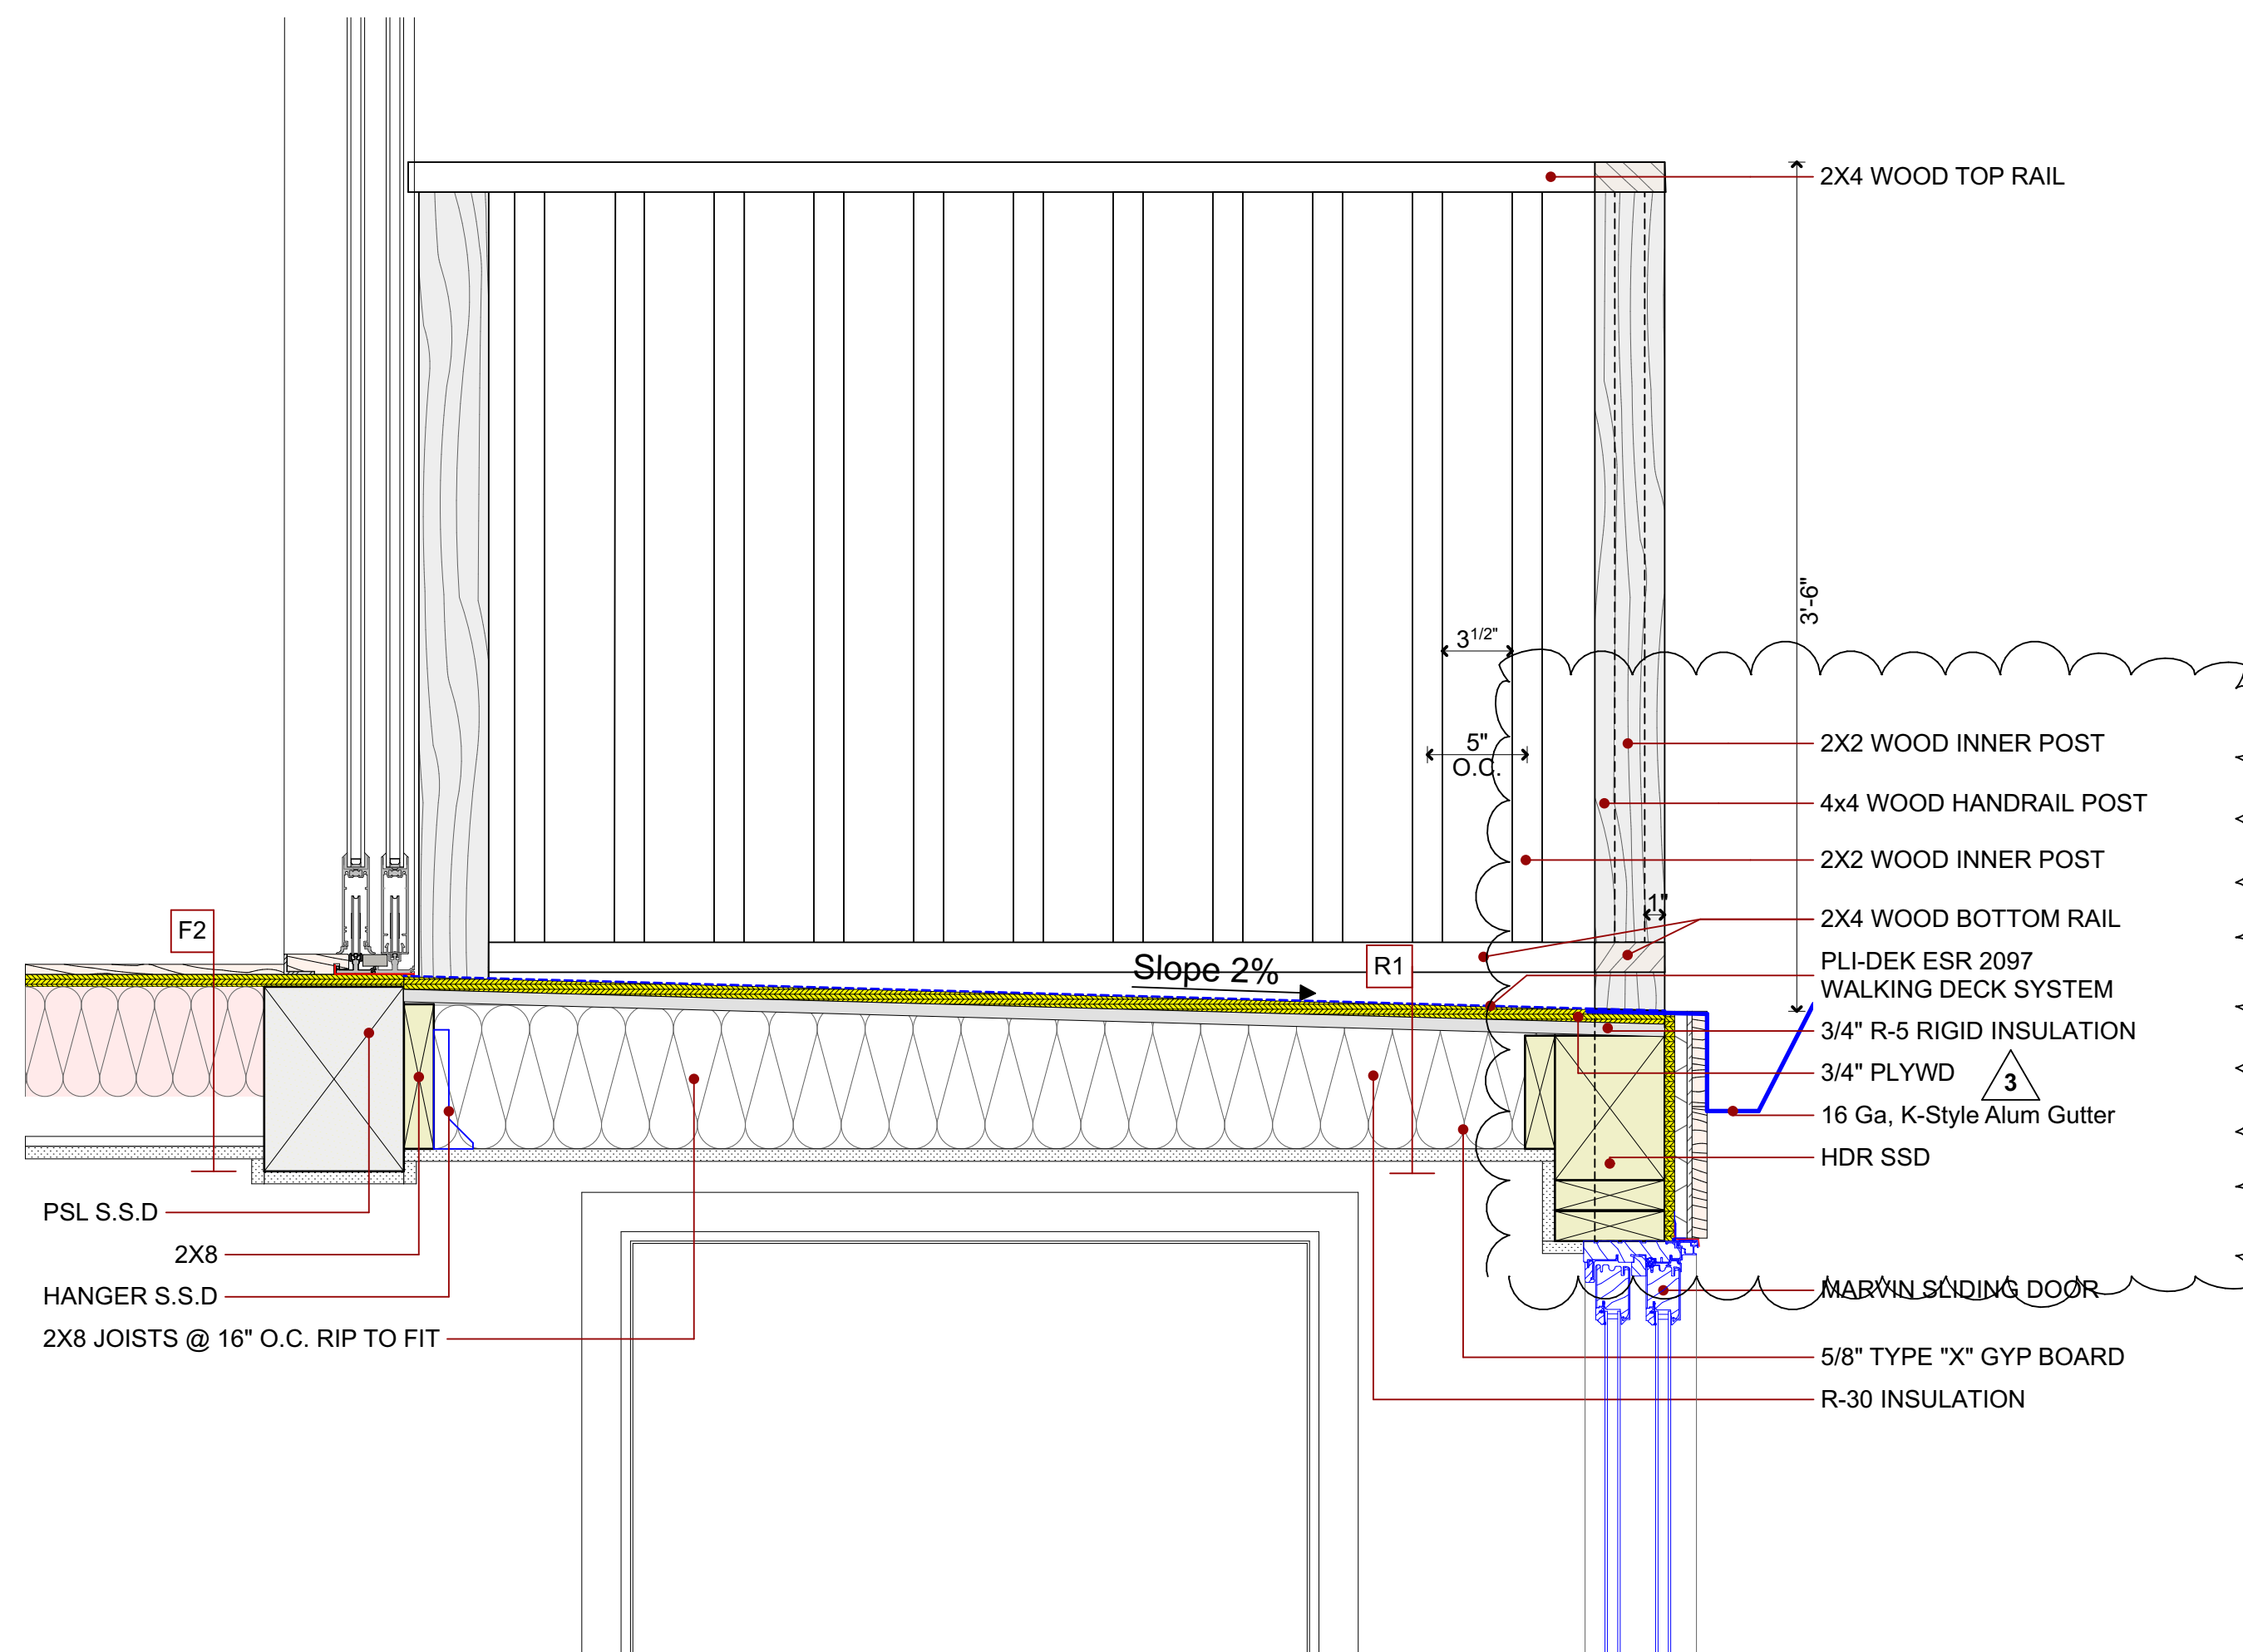 2X4 WOOD TOP RAIL
3'-6"
3 1/2"
5"
O.C.
2X2 WOOD INNER POST
4x4 WOOD HANDRAIL POST
2X2 WOOD INNER POST
1"
2X4 WOOD BOTTOM RAIL
F2
R1
Slope 2%
PLI-DEK ESR 2097
WALKING DECK SYSTEM
3/4" R-5 RIGID INSULATION
3/4" PLYWD
3
16 Ga, K-Style Alum Gutter
HDR SSD
PSL S.S.D
2X8
HANGER S.S.D
2X8 JOISTS @ 16" O.C. RIP TO FIT
MARVIN SLIDING DOOR
5/8" TYPE "X" GYP BOARD
R-30 INSULATION